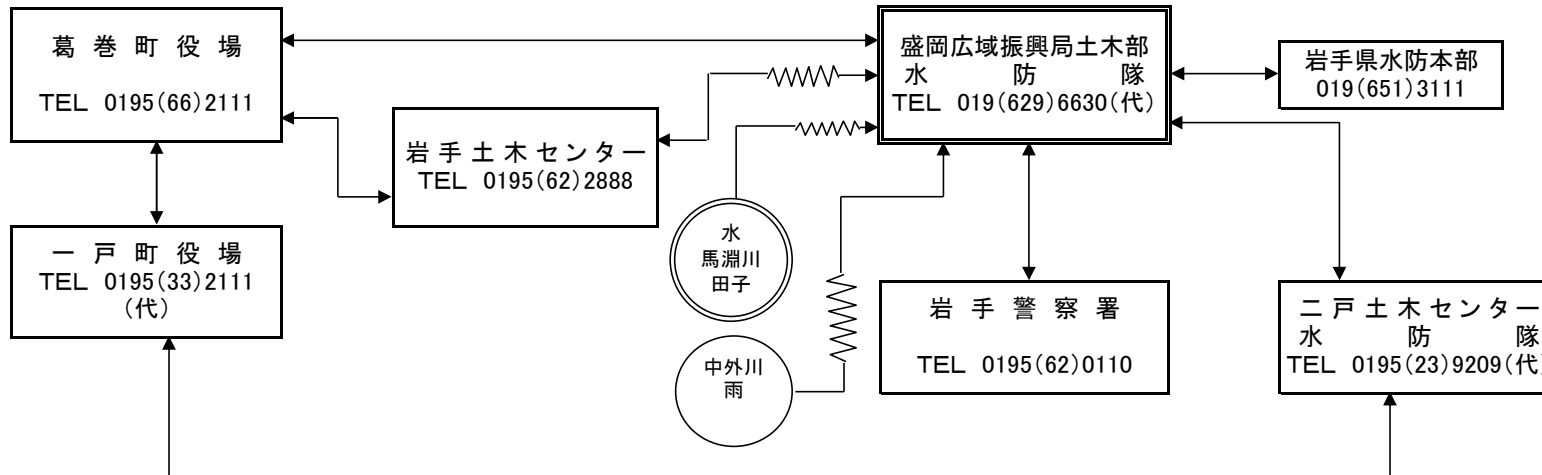 葛巻町役場
TEL 0195(66)2111
盛岡広域振興局土木部
水防隊
TEL 019(629)6630(代)
岩手県水防本部
019(651)3111
岩手土木センター
TEL 0195(62)2888
一戸町役場
TEL 0195(33)2111
(代)
水
馬淵川
田子
中外川
雨
岩手警察署
TEL 0195(62)0110
二戸土木センター
水防隊
TEL 0195(23)9209(代)